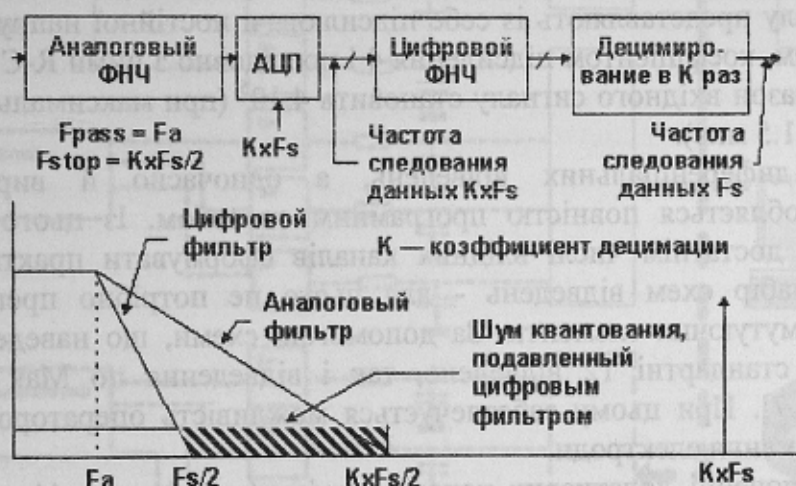 Аналоговый
ФНЧ
АЦП
Цифровой
ФНЧ
Децимиро-
вание в К раз
Fpass = Fa
Fstop = KxFs/2
KxFs
Частота
следования
данных KxFs
Частота
следования
данных Fs
Цифровой
фильтр
К — коэффициент децимации
Аналоговый
фильтр
Шум квантования,
подавленный
цифровым
фильтром
Fa
Fs/2
KxFs/2
KxFs